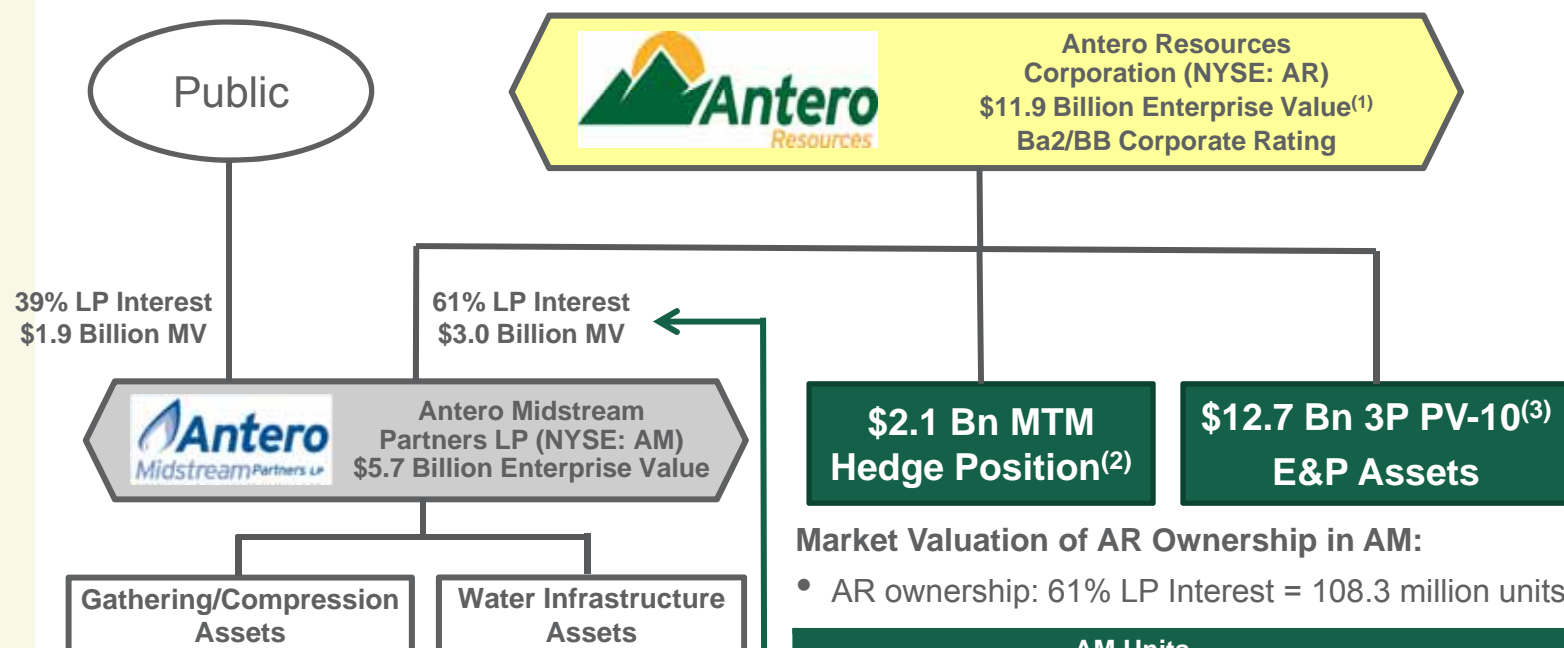 Public
Antero
Resources
Antero Resources
Corporation (NYSE: AR)
$11.9 Billion Enterprise Value(1)
Ba2/BB Corporate Rating
39% LP Interest
$1.9 Billion MV
61% LP Interest
$3.0 Billion MV
Antero
Midstream Partners LP
Antero Midstream
Partners LP (NYSE: AM)
$5.7 Billion Enterprise Value
$2.1 Bn MTM
Hedge Position(2)
$12.7 Bn 3P PV-10(3)
E&P Assets
Gathering/Compression
Assets
Water Infrastructure
Assets
Market Valuation of AR Ownership in AM:
• AR ownership: 61% LP Interest = 108.3 million units
AM Units